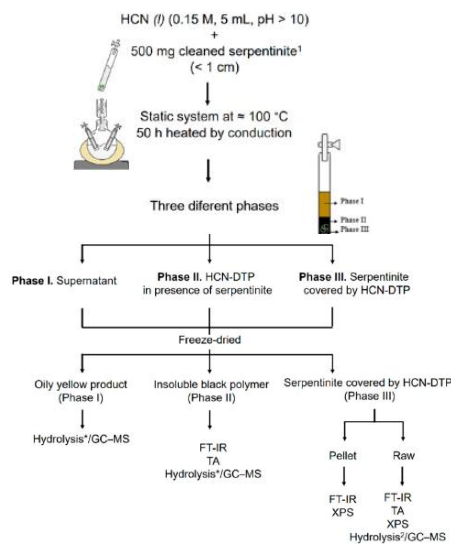 HCN (l) (0.15 M, 5 mL, pH > 10)
+
500 mg cleaned serpentinite¹
(< 1 cm)
Static system at ≈ 100 °C
50 h heated by conduction
Three diferent phases
Phase I
Phase II
Phase III
Phase I. Supernatant
Phase II. HCN-DTP
in presence of serpentinite
Phase III. Serpentinite
covered by HCN-DTP
Freeze-dried
Oily yellow product
(Phase I)
Insoluble black polymer
(Phase II)
Serpentinite covered by HCN-DTP
(Phase III)
Hydrolysis*/GC–MS
FT-IR
TA
Hydrolysis*/GC–MS
Pellet
Raw
FT-IR
XPS
FT-IR
TA
XPS
Hydrolysis²/GC–MS